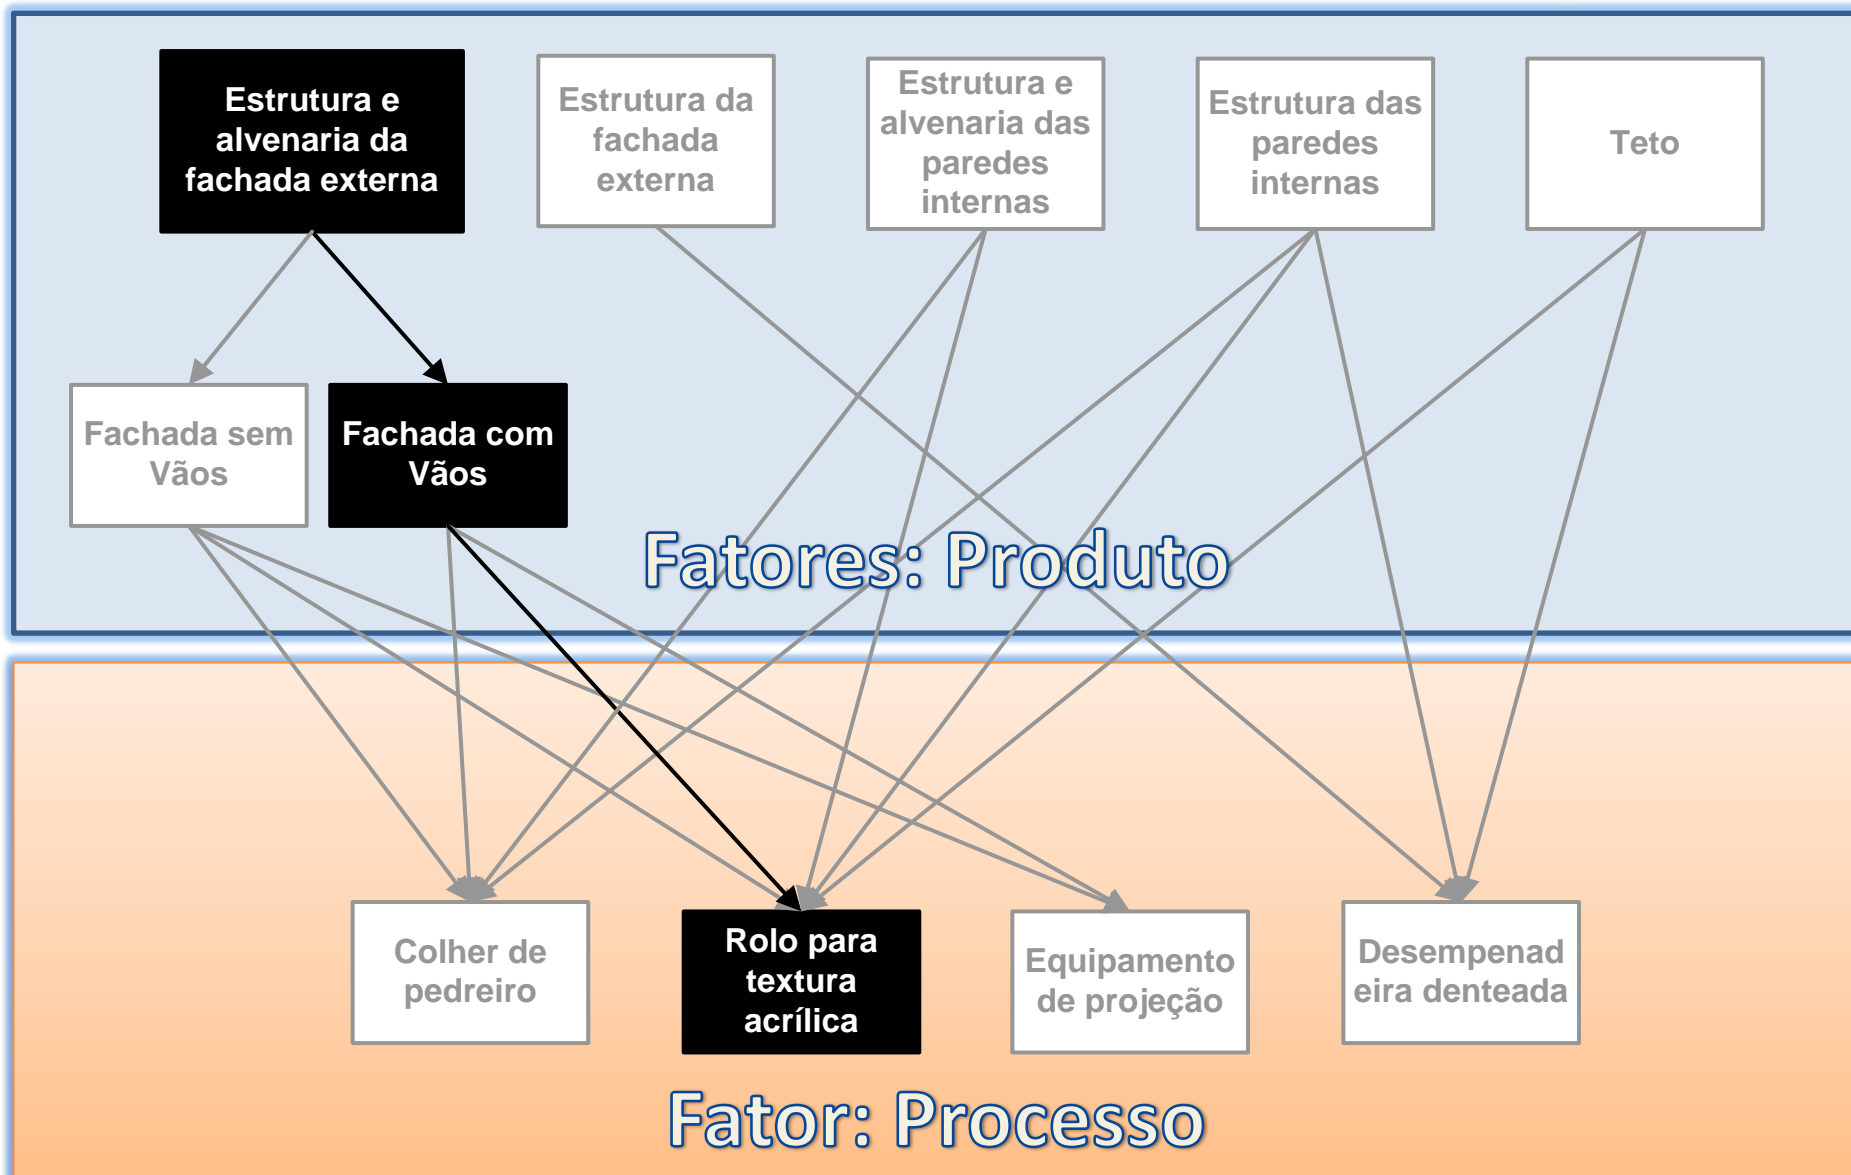 Estrutura e
alvenaria da
fachada externa
Estrutura da
fachada
externa
Estrutura e
alvenaria das
paredes
internas
Estrutura das
paredes
internas
Teto
Fachada sem
Vãos
Fachada com
Vãos
Fatores: Produto
Colher de
pedreiro
Rolo para
textura
acrílica
Equipamento
de projeção
Desempenad
eira denteada
Fator: Processo